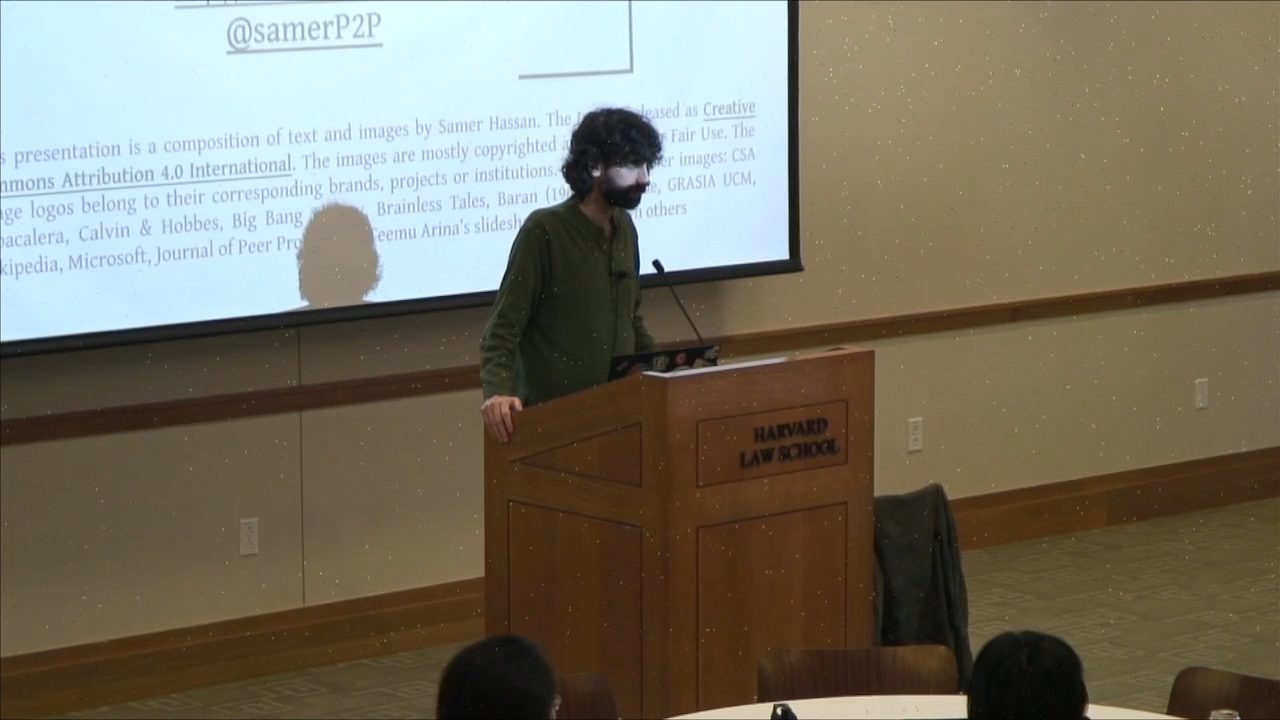 @samerP2P
s presentation is a composition of text and images by Samer Hassan. The eased as Creative
mmons Attribution 4.0 International. The images are mostly copyrighted Fair Use. The
ge logos belong to their corresponding brands, projects or institutions. er images: CSA
bacalera, Calvin & Hobbes, Big Bang Brainless Tales, Baran GRASIA UCM,
kipedia, Microsoft, Journal of Peer Pro eemu Arina's slidesh others
HARVARD
LAW SCHOOL